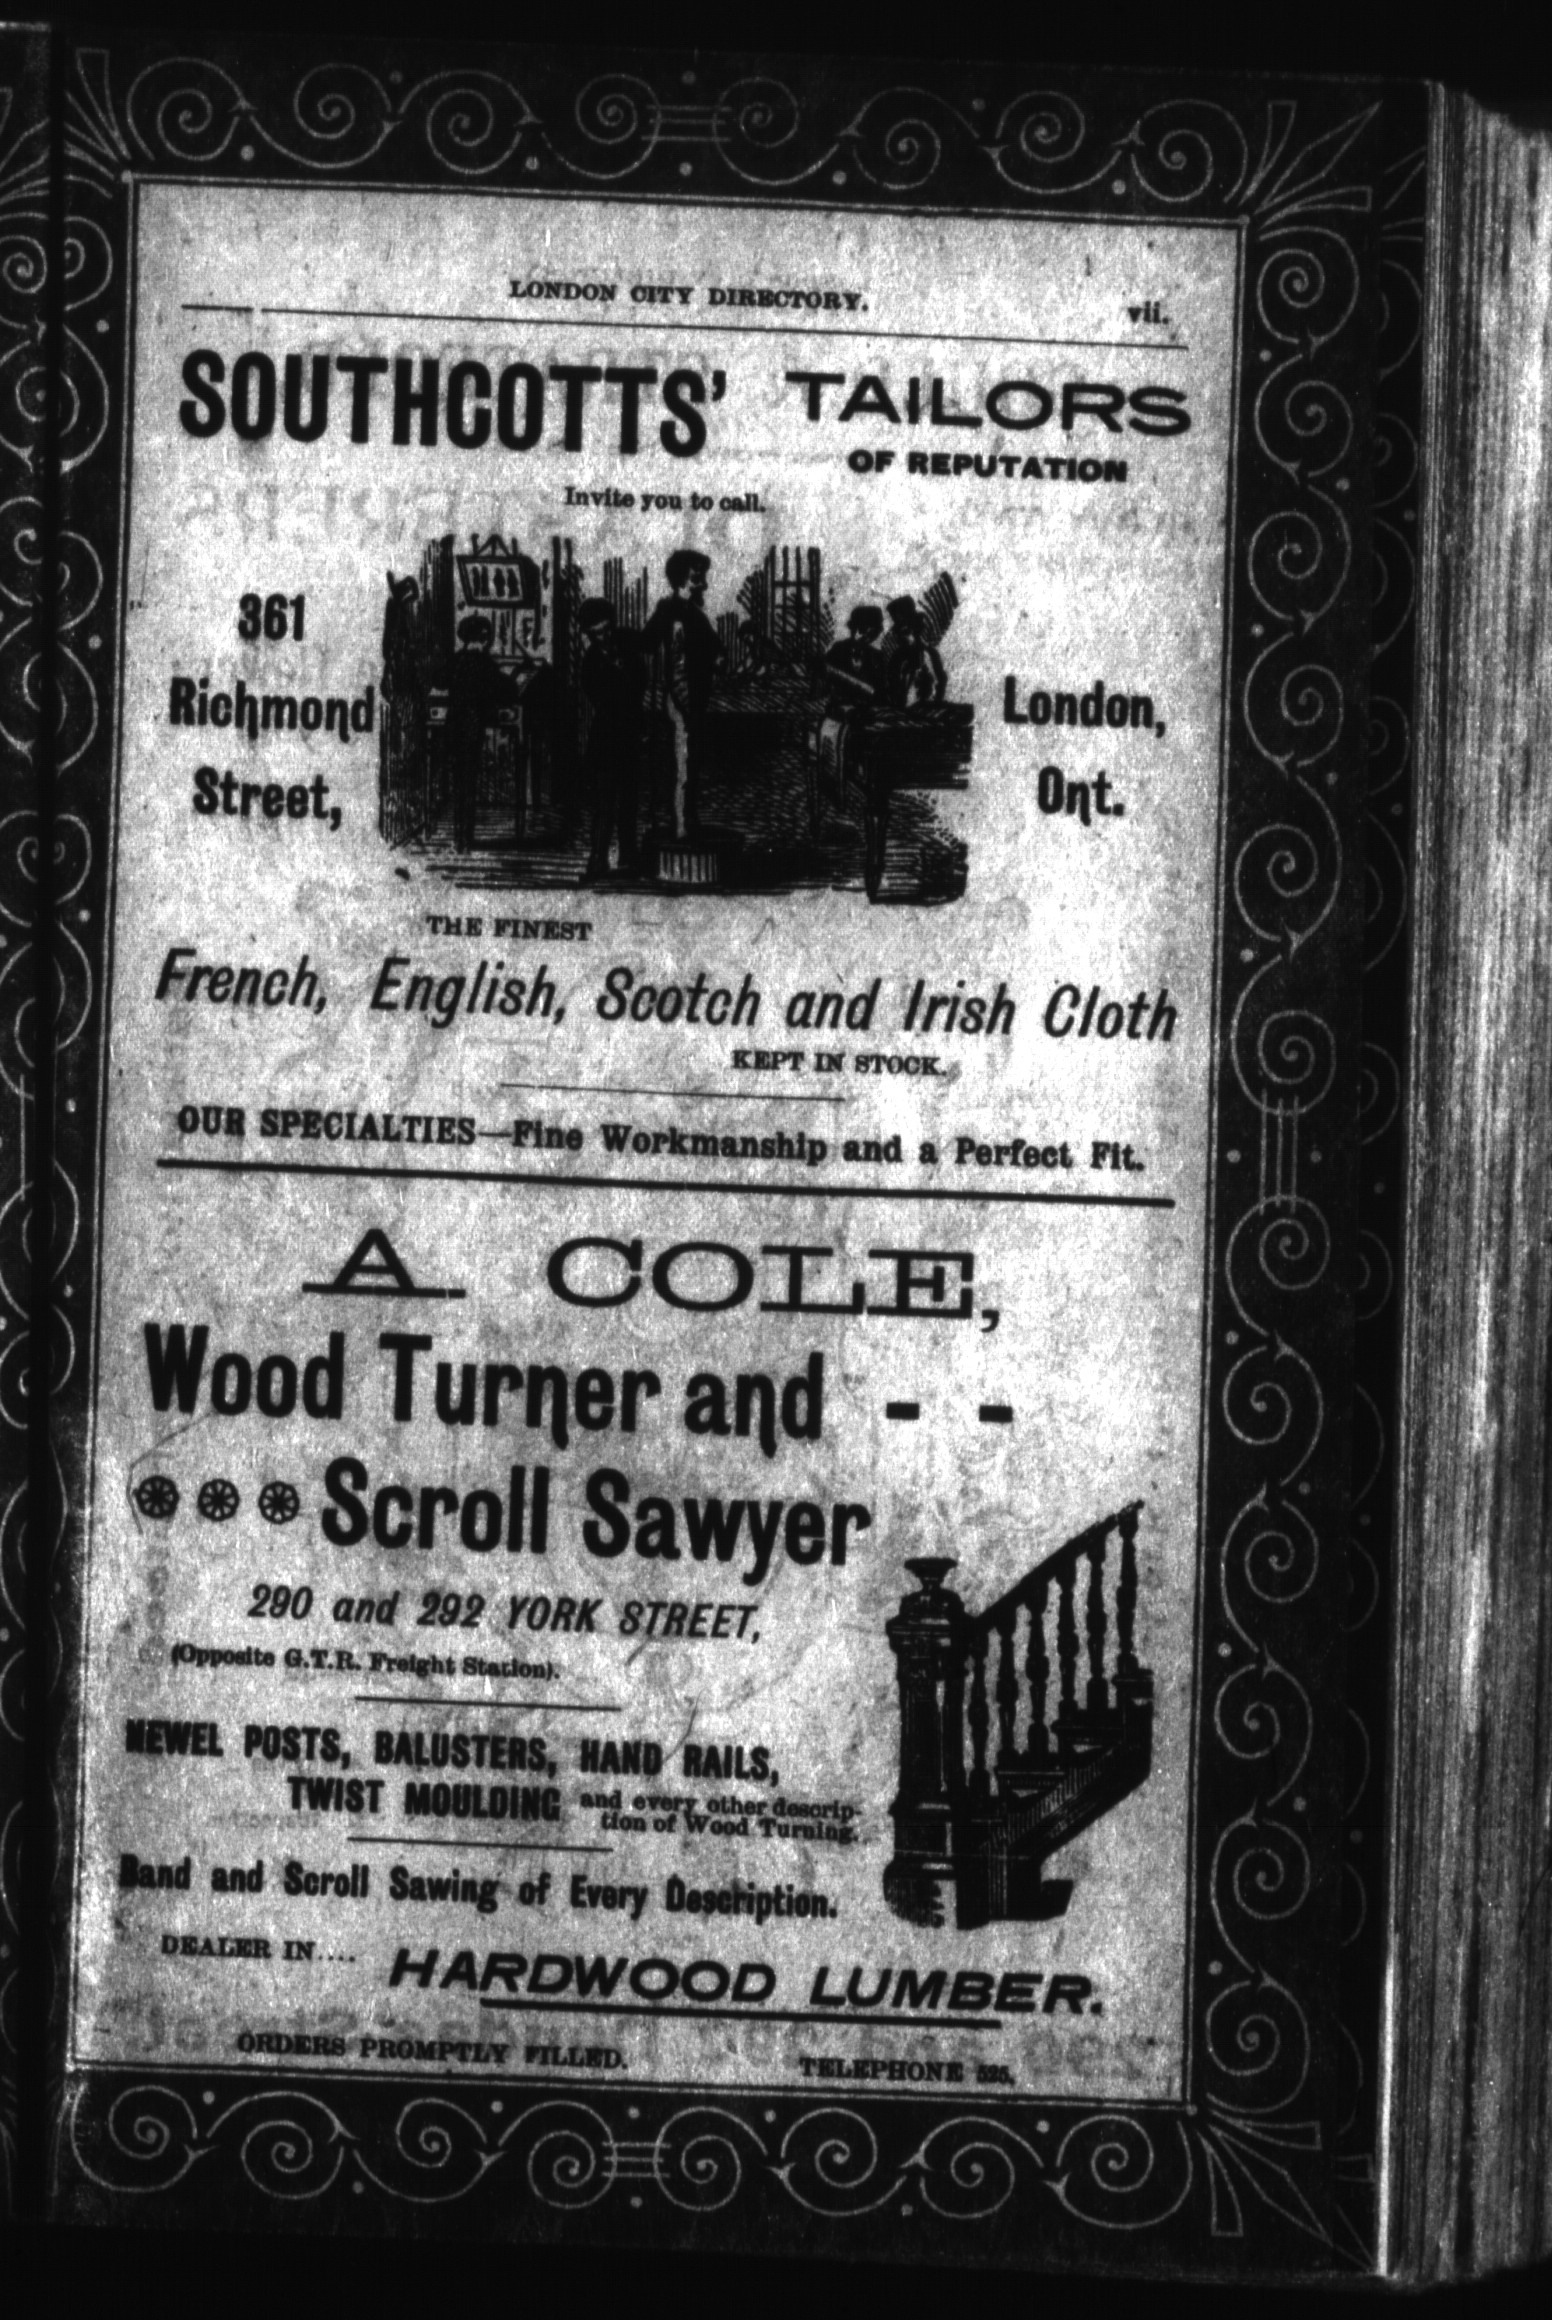 LONDON CITY DIRECTORY. vii.
SOUTHCOTTS' TAILORS
OF REPUTATION
Invite you to call.
361
Richmond
Street,
London,
Ont.
THE FINEST
French, English, Scotch and Irish Cloth
KEPT IN STOCK.
OUR SPECIALTIES—Fine Workmanship and a Perfect Fit.
A. COLE,
Wood Turner and - -
Scroll Sawyer
290 and 292 YORK STREET,
(Opposite G.T.R. Freight Station).
NEWEL POSTS, BALUSTERS, HAND RAILS,
TWIST MOULDING and every other descrip-
tion of Wood Turning.
Band and Scroll Sawing of Every Description.
DEALER IN.... HARDWOOD LUMBER.
ORDERS PROMPTLY FILLED. TELEPHONE 525.